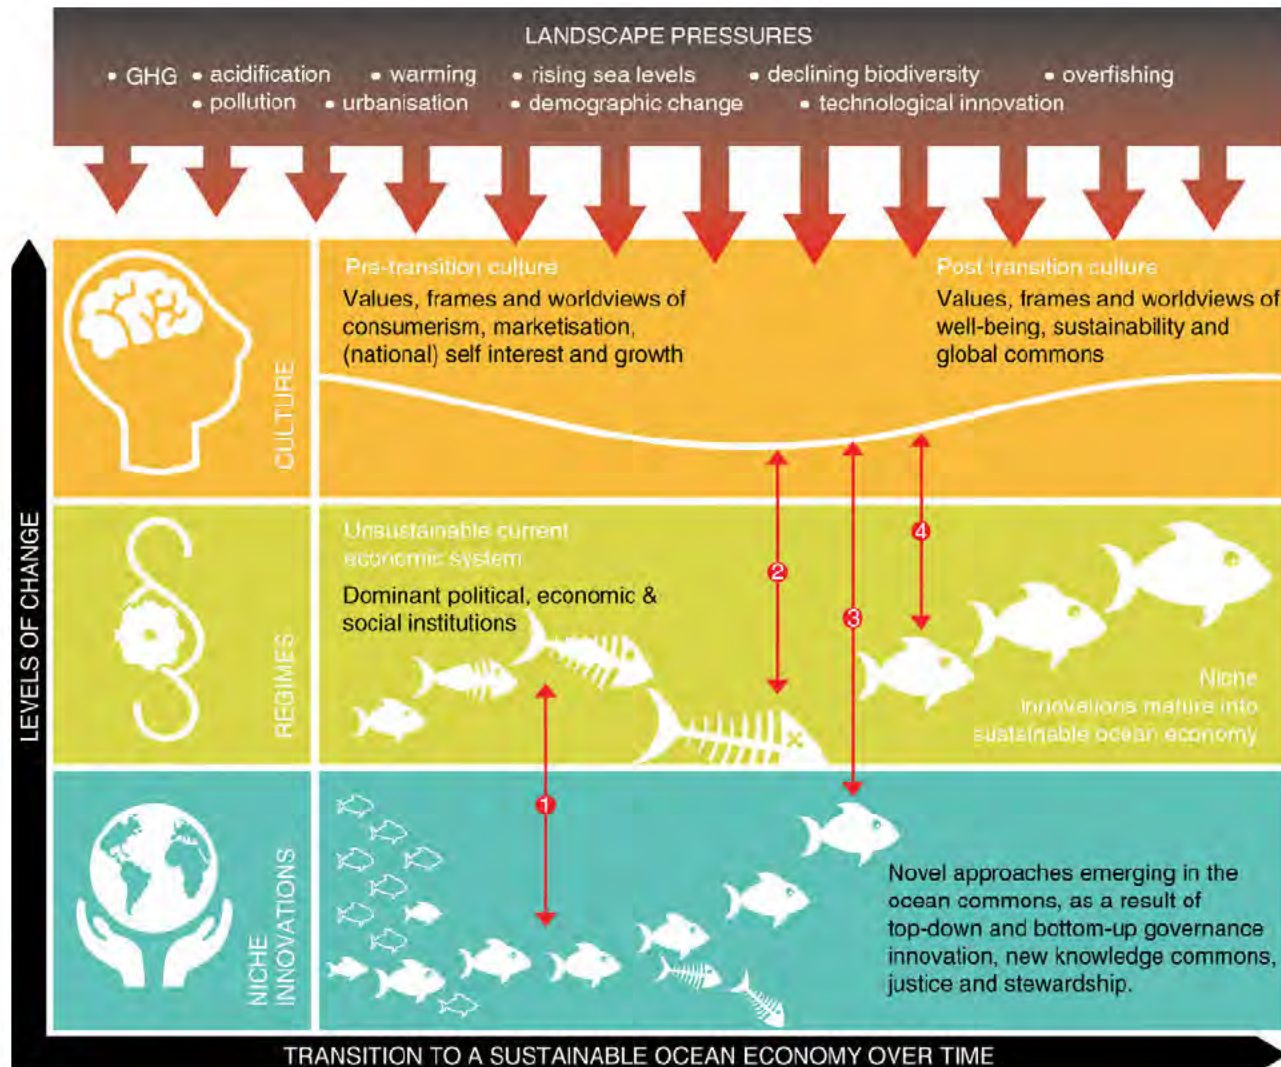 LANDSCAPE PRESSURES
• GHG • acidification • warming • rising sea levels • declining biodiversity • overfishing
• pollution • urbanisation • demographic change • technological innovation
LEVELS OF CHANGE
CULTURE
Pre-transition culture
Values, frames and worldviews of
consumerism, marketisation,
(national) self interest and growth
Post transition culture
Values, frames and worldviews of
well-being, sustainability and
global commons
REGIMES
Unsustainable current
economic system
Dominant political, economic &
social institutions
2
4
3
Niche
innovations mature into
sustainable ocean economy
NICHE
INNOVATIONS
1
Novel approaches emerging in the
ocean commons, as a result of
top-down and bottom-up governance
innovation, new knowledge commons,
justice and stewardship.
TRANSITION TO A SUSTAINABLE OCEAN ECONOMY OVER TIME